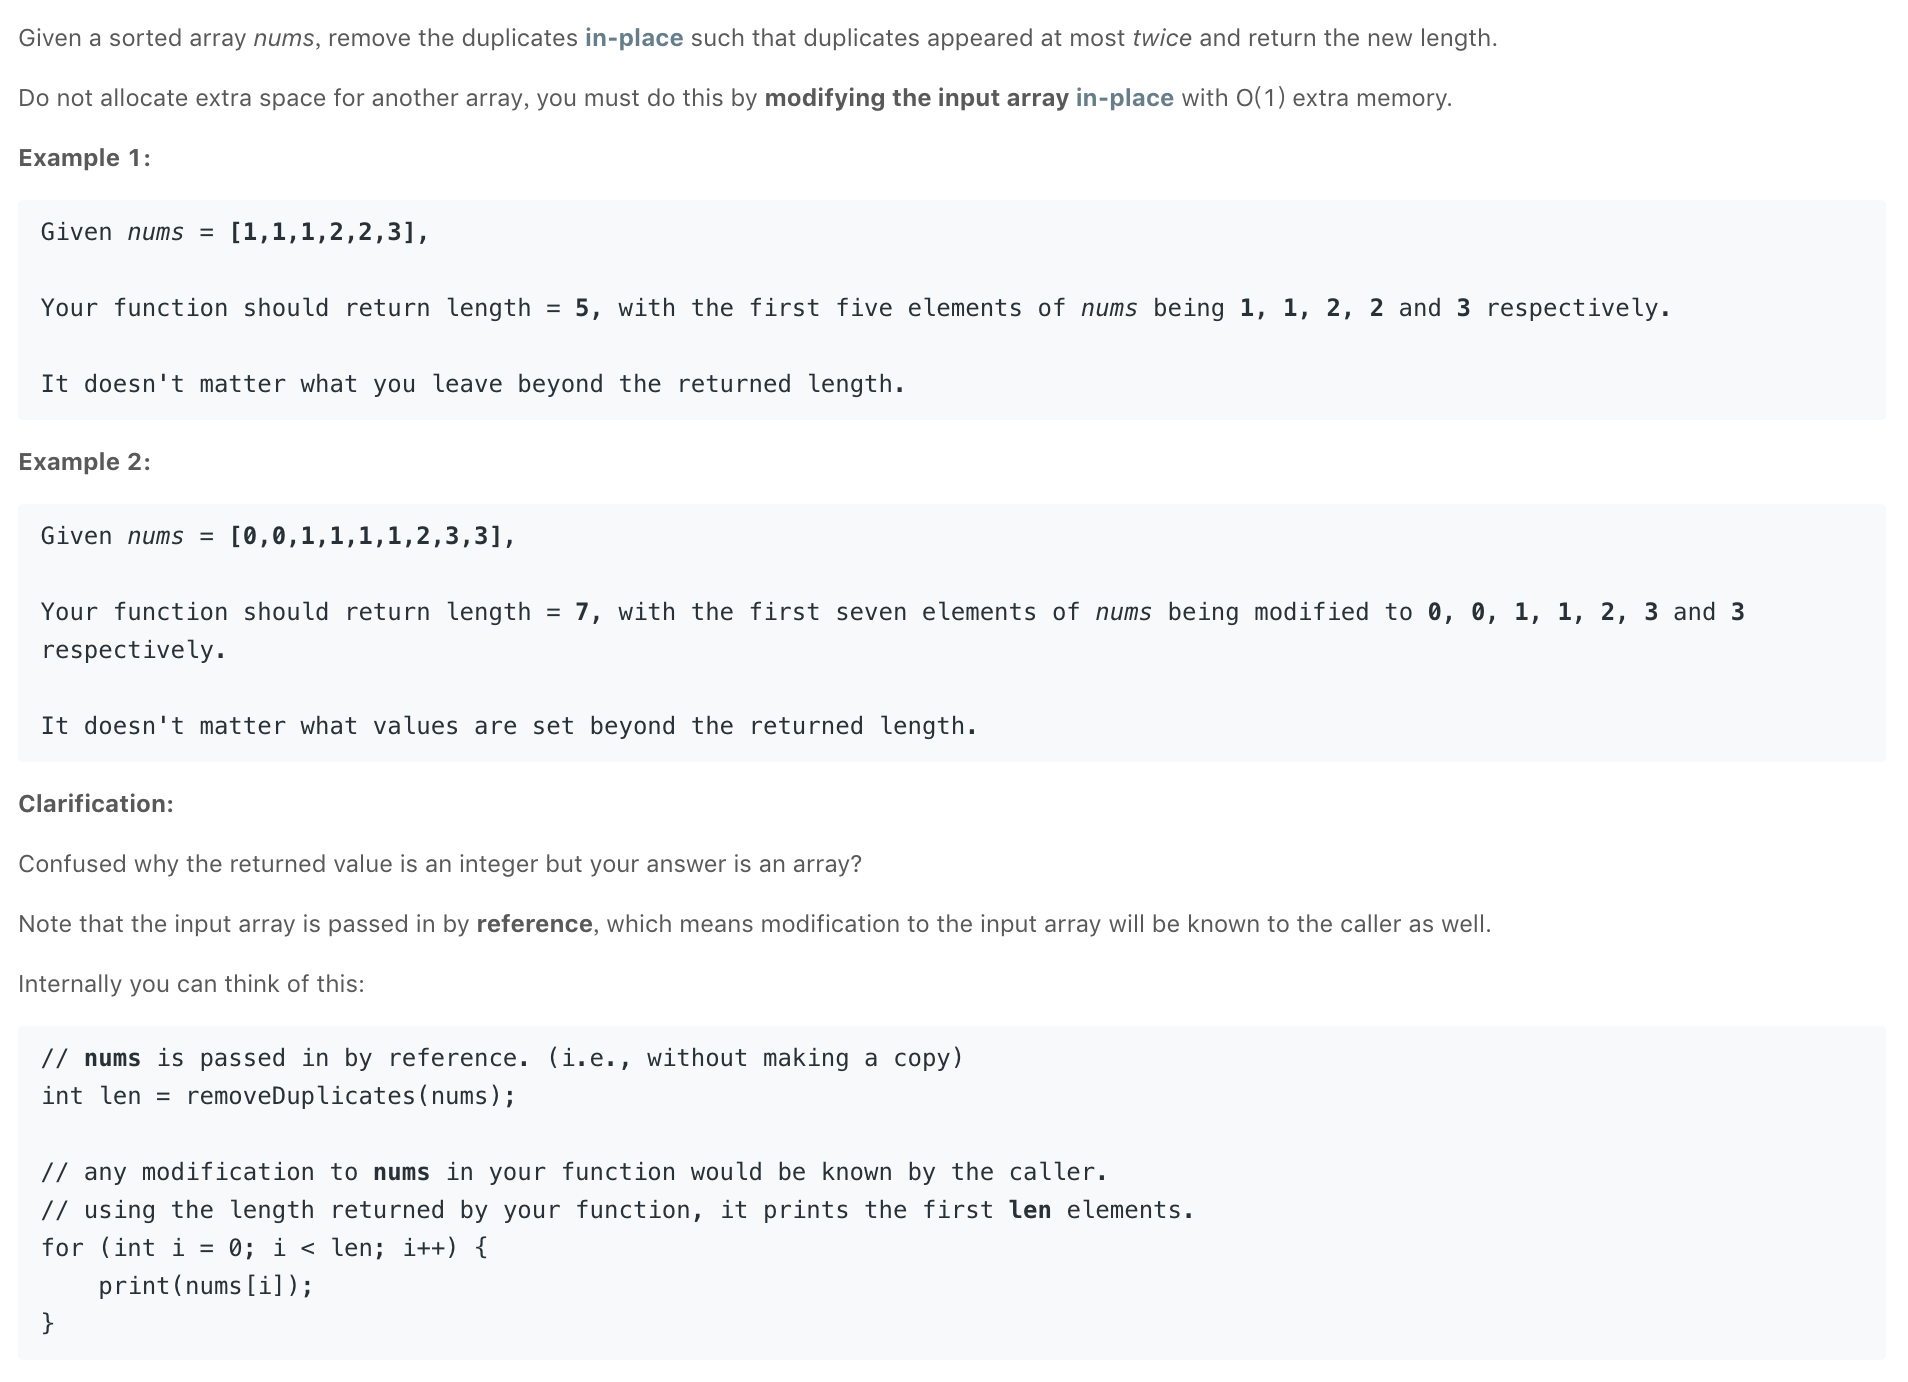 Given a sorted array nums, remove the duplicates in-place such that duplicates appeared at most twice and return the new length.
Do not allocate extra space for another array, you must do this by modifying the input array in-place with O(1) extra memory.
Example 1:
Given nums = [1,1,1,2,2,3],
Your function should return length = 5, with the first five elements of nums being 1, 1, 2, 2 and 3 respectively.
It doesn't matter what you leave beyond the returned length.
Example 2:
Given nums = [0,0,1,1,1,1,2,3,3],
Your function should return length = 7, with the first seven elements of nums being modified to 0, 0, 1, 1, 2, 3 and 3
respectively.
It doesn't matter what values are set beyond the returned length.
Clarification:
Confused why the returned value is an integer but your answer is an array?
Note that the input array is passed in by reference, which means modification to the input array will be known to the caller as well.
Internally you can think of this:
// nums is passed in by reference. (i.e., without making a copy)
int len = removeDuplicates(nums);
// any modification to nums in your function would be known by the caller.
// using the length returned by your function, it prints the first len elements.
for (int i = 0; i < len; i++) {
    print(nums[i]);
}